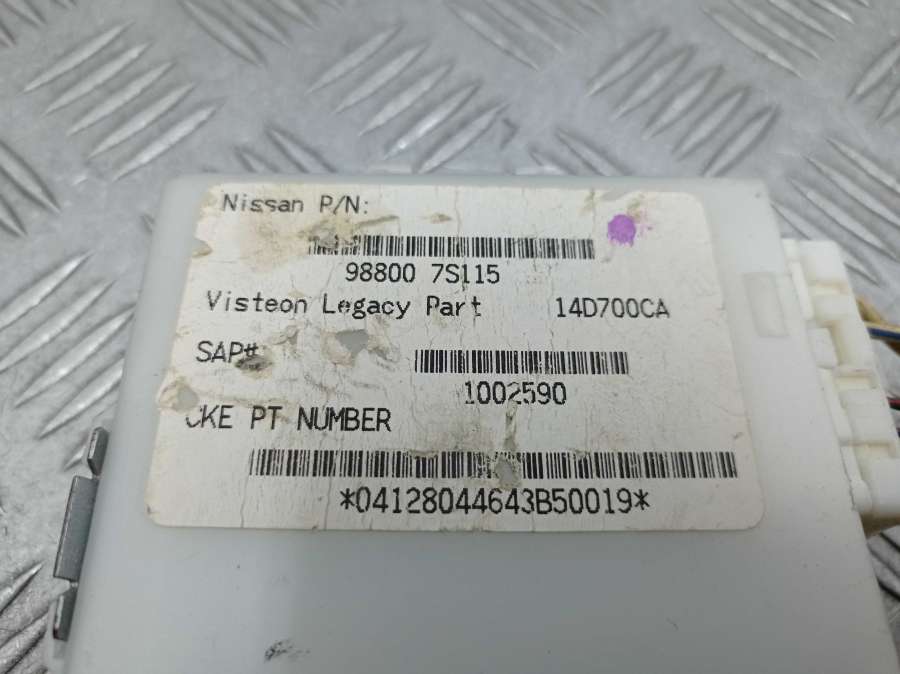 Nissan P/N:
98800 7S115
Visteon Legacy Part 14D700CA
SAP#
1002590
CKE PT NUMBER
*04128044643B50019*